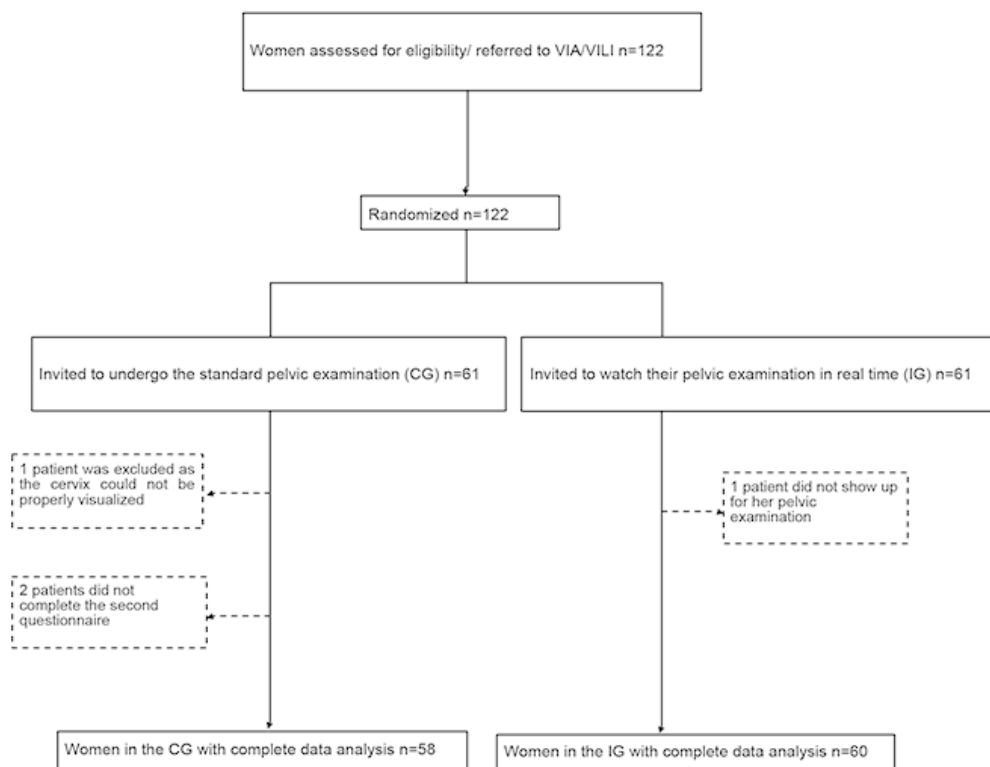 Women assessed for eligibility/ referred to VIA/VILI n=122
Randomized n=122
Invited to undergo the standard pelvic examination (CG) n=61
Invited to watch their pelvic examination in real time (IG) n=61
1 patient was excluded as
the cervix could not be
properly visualized
1 patient did not show up
for her pelvic
examination
2 patients did not
complete the second
questionnaire
Women in the CG with complete data analysis n=58
Women in the IG with complete data analysis n=60